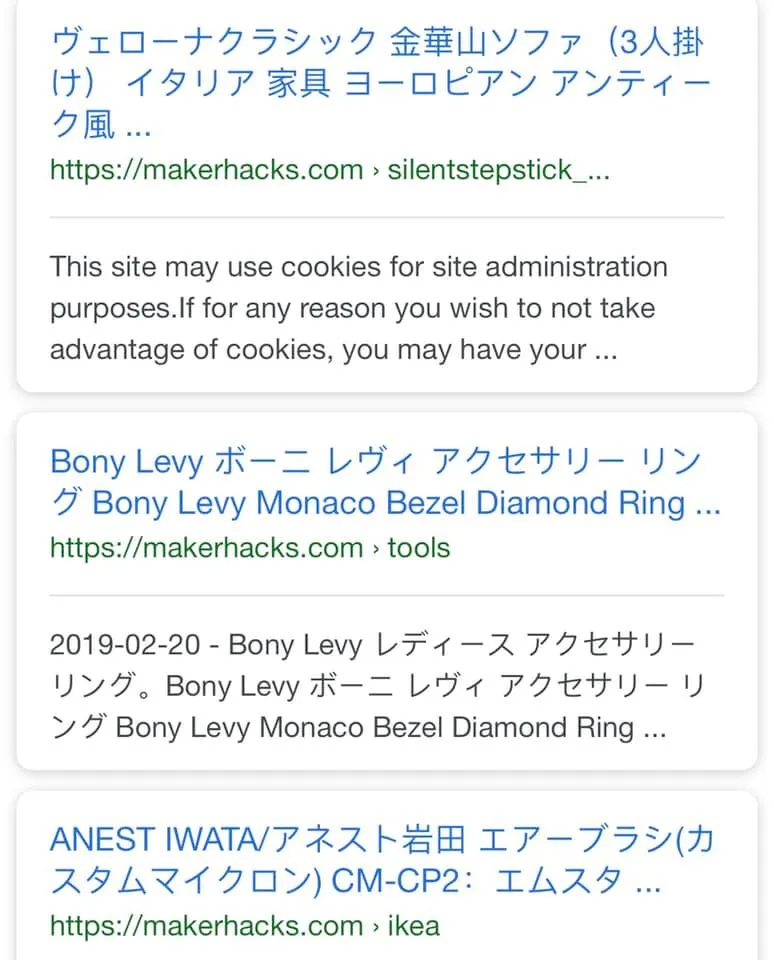 ヴェローナクラシック 金華山ソファ（3人掛
け） イタリア 家具 ヨーロピアン アンティー
ク風 ...
https://makerhacks.com › silentstepstick_...
This site may use cookies for site administration
purposes.If for any reason you wish to not take
advantage of cookies, you may have your ...
Bony Levy ボーニ レヴィ アクセサリー リン
グ Bony Levy Monaco Bezel Diamond Ring ...
https://makerhacks.com › tools
2019-02-20 - Bony Levy レディース アクセサリー
リング。Bony Levy ボーニ レヴィ アクセサリー リ
ング Bony Levy Monaco Bezel Diamond Ring ...
ANEST IWATA/アネスト岩田 エアーブラシ(カ
スタムマイクロン) CM-CP2：エムスタ ...
https://makerhacks.com › ikea